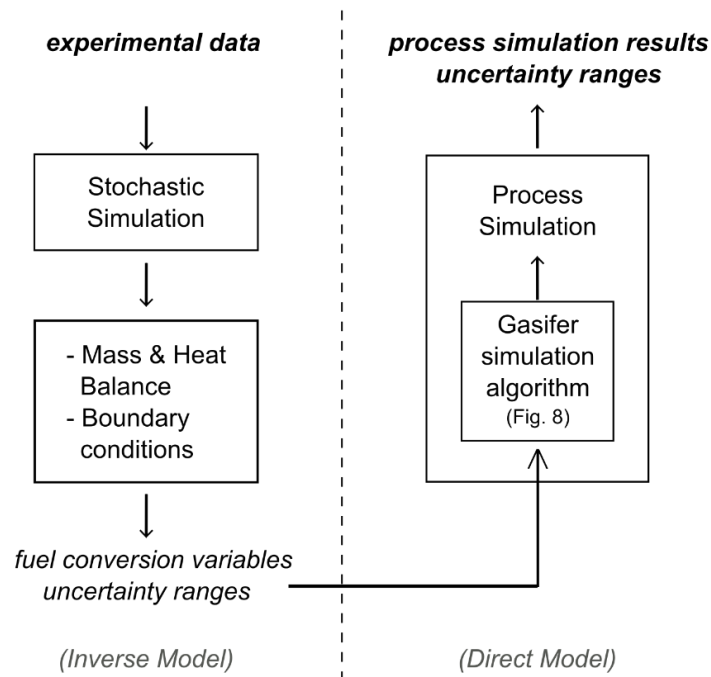 experimental data
Stochastic
Simulation
- Mass & Heat
Balance
- Boundary
conditions
fuel conversion variables
uncertainty ranges
(Inverse Model)
process simulation results
uncertainty ranges
Process
Simulation
Gasifer
simulation
algorithm
(Fig. 8)
(Direct Model)